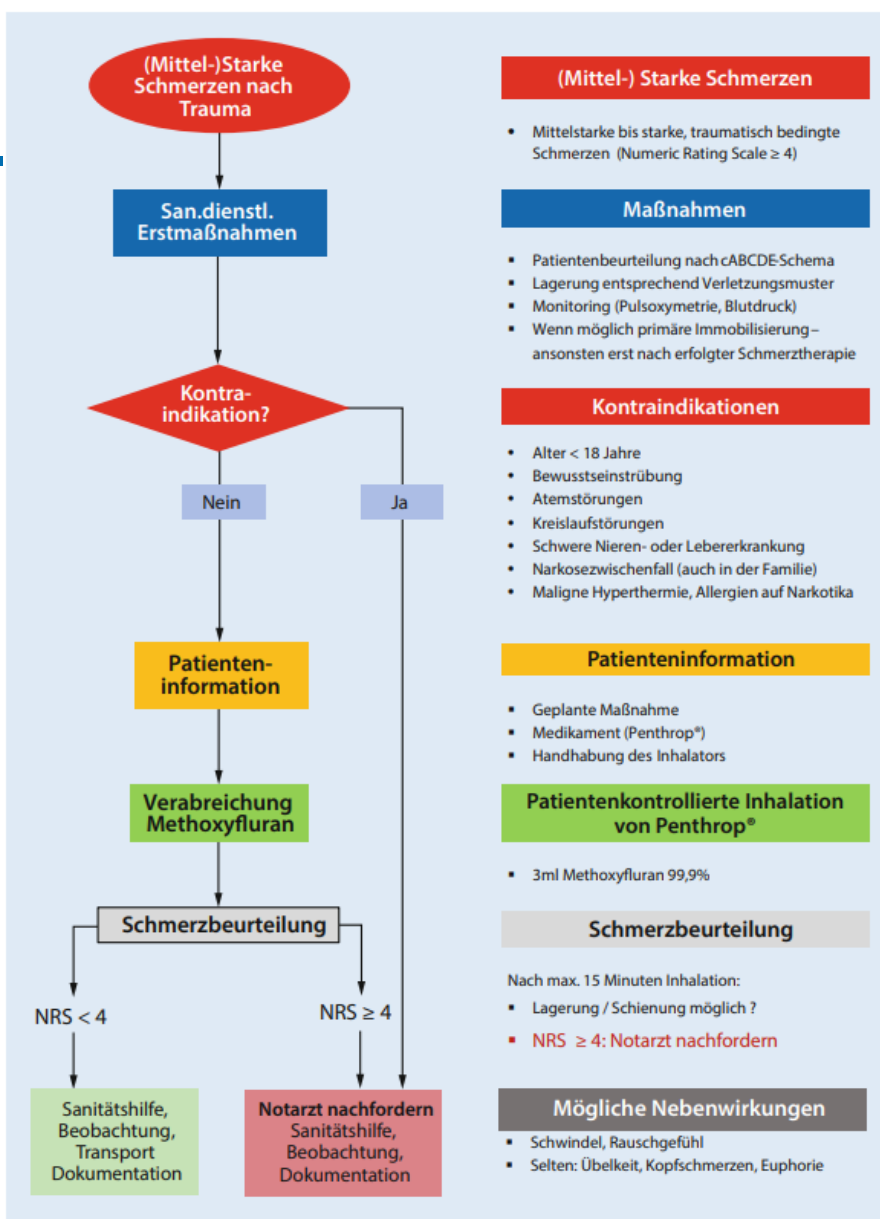 (Mittel-)Starke
Schmerzen nach
Trauma
San.dienstl.
Erstmaßnahmen
Kontra-
indikation?
Nein
Ja
Patienten-
information
Verabreichung
Methoxyfluran
Schmerzbeurteilung
NRS < 4
NRS ≥ 4
Sanitätshilfe,
Beobachtung,
Transport
Dokumentation
Notarzt nachfordern
Sanitätshilfe,
Beobachtung,
Dokumentation
(Mittel-) Starke Schmerzen
• Mittelstarke bis starke, traumatisch bedingte
Schmerzen (Numeric Rating Scale ≥ 4)
Maßnahmen
▪ Patientenbeurteilung nach cABCDE-Schema
▪ Lagerung entsprechend Verletzungsmuster
▪ Monitoring (Pulsoxymetrie, Blutdruck)
▪ Wenn möglich primäre Immobilisierung –
ansonsten erst nach erfolgter Schmerztherapie
Kontraindikationen
• Alter < 18 Jahre
• Bewusstseinstrübung
• Atemstörungen
• Kreislaufstörungen
• Schwere Nieren- oder Lebererkrankung
• Narkosezwischenfall (auch in der Familie)
• Maligne Hyperthermie, Allergien auf Narkotika
Patienteninformation
▪ Geplante Maßnahme
▪ Medikament (Penthrop®)
▪ Handhabung des Inhalators
Patientenkontrollierte Inhalation
von Penthrop®
▪ 3ml Methoxyfluran 99,9%
Schmerzbeurteilung
Nach max. 15 Minuten Inhalation:
▪ Lagerung / Schienung möglich ?
▪ NRS ≥ 4: Notarzt nachfordern
Mögliche Nebenwirkungen
▪ Schwindel, Rauschgefühl
▪ Selten: Übelkeit, Kopfschmerzen, Euphorie